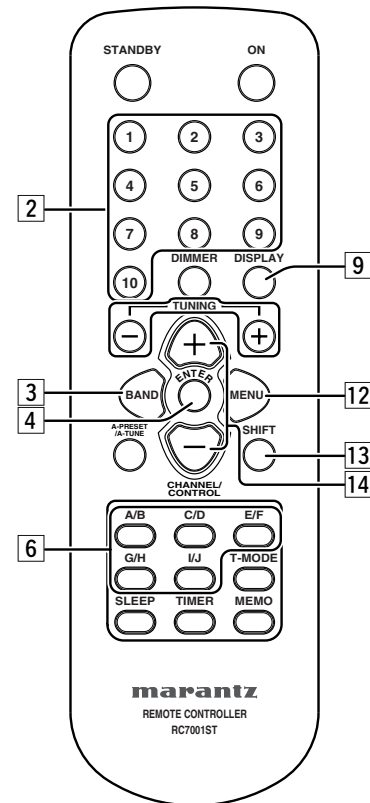 STANDBY ON
1 2 3
4 5 6
2
7 8 9
DIMMER DISPLAY
9
10
TUNING
− +
+
3
BAND
ENTER
MENU
12
4
A-PRESET
/A-TUNE
−
SHIFT
13
CHANNEL/
CONTROL
14
A/B C/D E/F
6
G/H I/J T-MODE
SLEEP TIMER MEMO
marantz
REMOTE CONTROLLER
RC7001ST